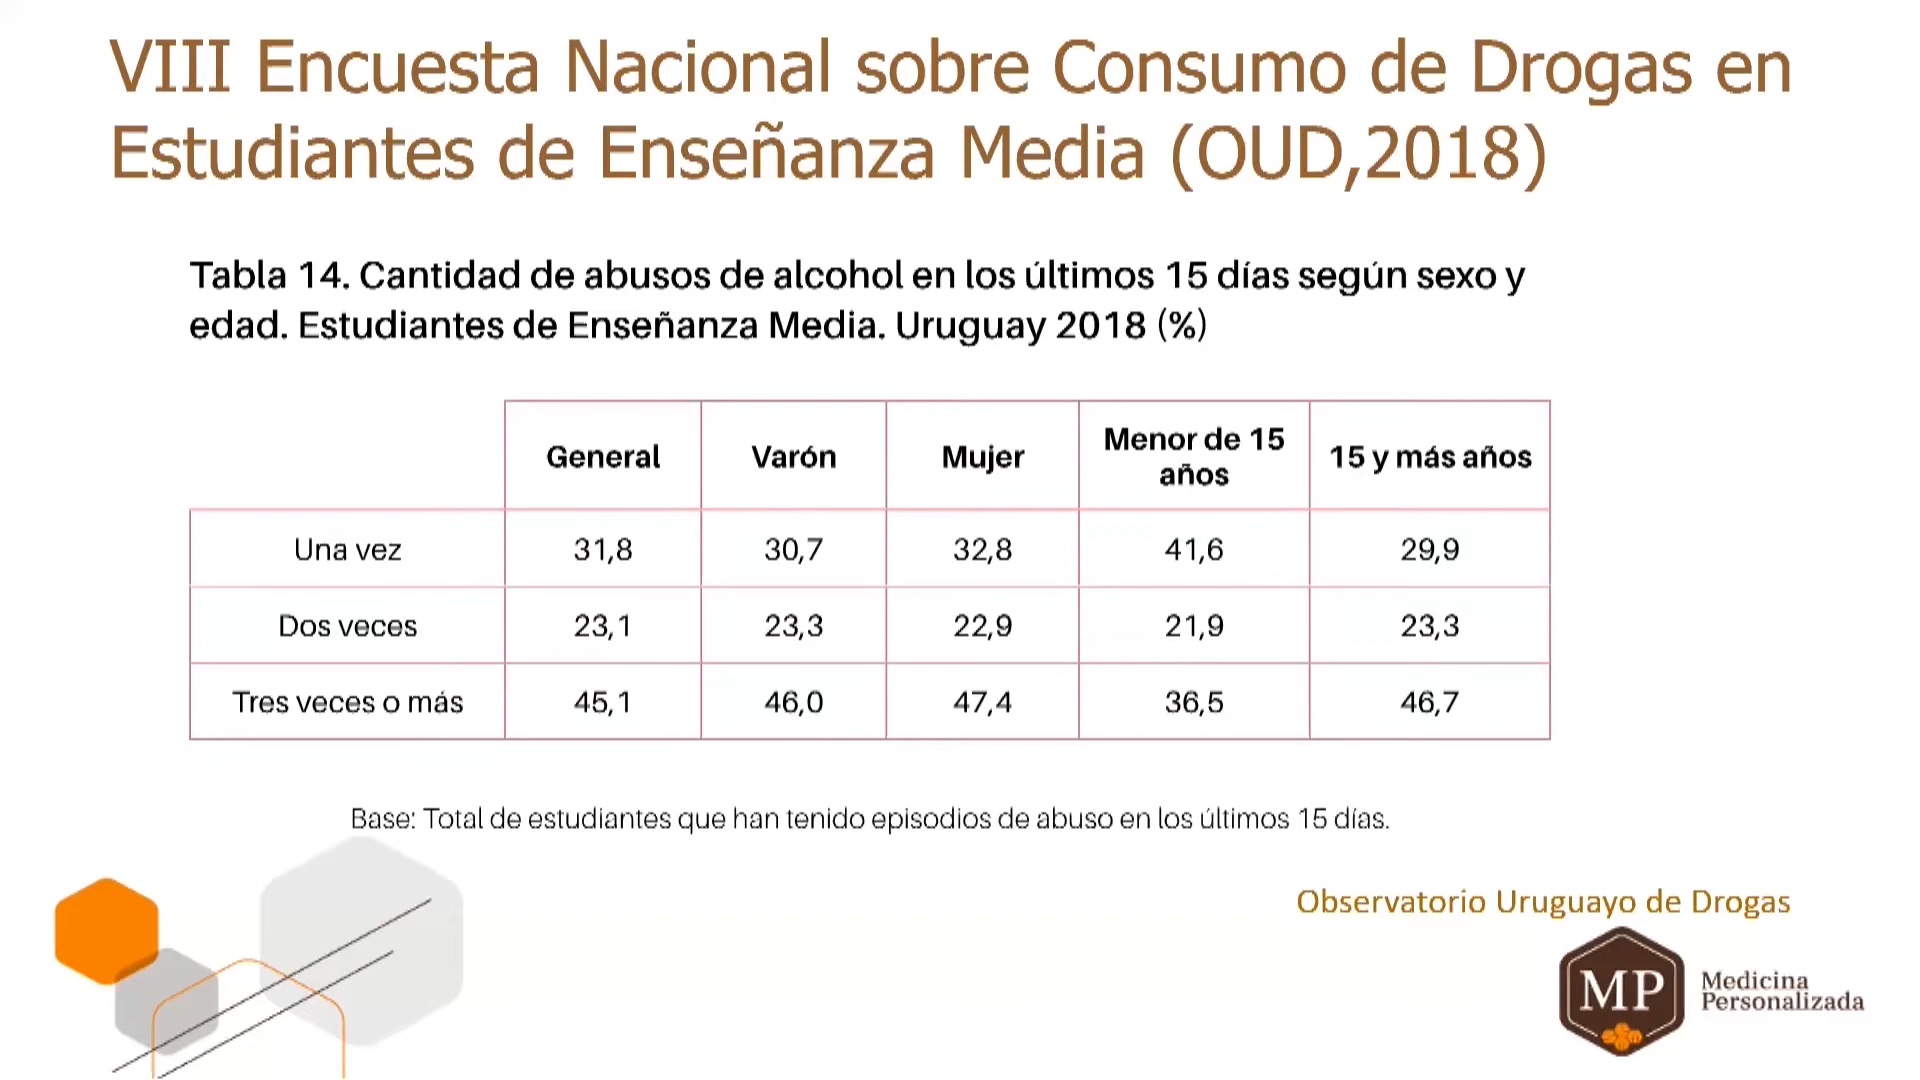 VIII Encuesta Nacional sobre Consumo de Drogas en
Estudiantes de Enseñanza Media (OUD,2018)
Tabla 14. Cantidad de abusos de alcohol en los últimos 15 días según sexo y
edad. Estudiantes de Enseñanza Media. Uruguay 2018 (%)
General Varón Mujer Menor de 15 años 15 y más años
Una vez 31,8 30,7 32,8 41,6 29,9
Dos veces 23,1 23,3 22,9 21,9 23,3
Tres veces o más 45,1 46,0 47,4 36,5 46,7
Base: Total de estudiantes que han tenido episodios de abuso en los últimos 15 días.
Observatorio Uruguayo de Drogas
MP
Medicina
Personalizada